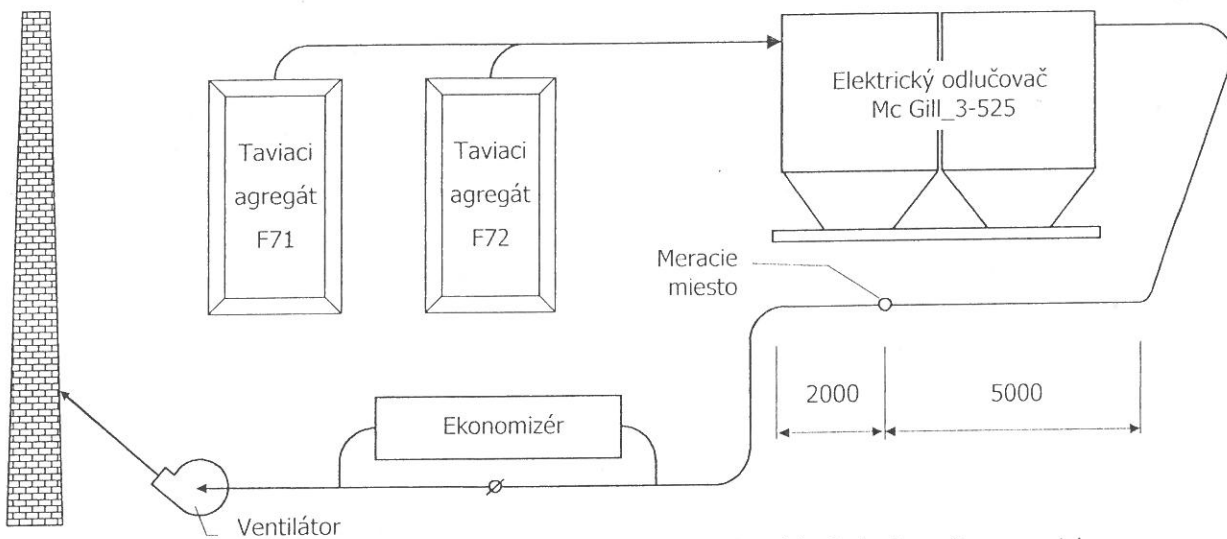 Elektrický odlučovač
Mc Gill_3-525
Taviaci
agregát
F71
Taviaci
agregát
F72
Meracie
miesto
2000
5000
Ekonomizér
Ventilátor